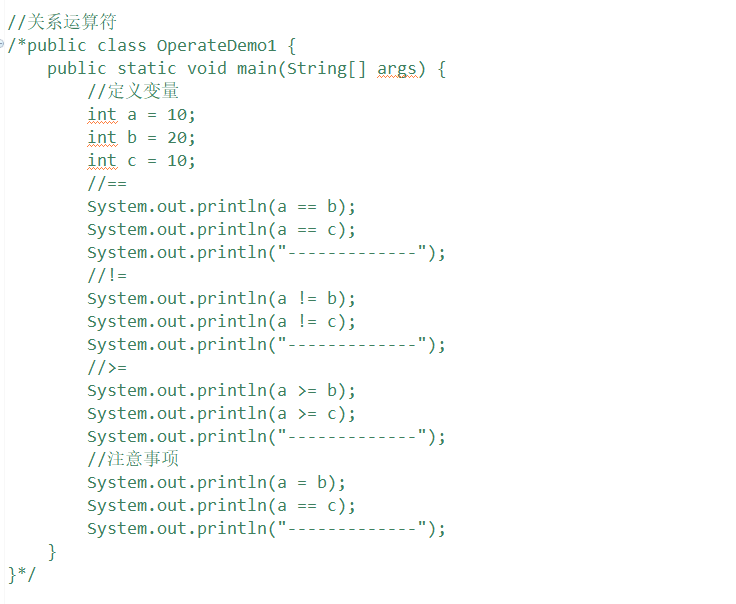 //关系运算符
/*public class OperateDemo1 {
    public static void main(String[] args) {
        //定义变量
        int a = 10;
        int b = 20;
        int c = 10;
        //==
        System.out.println(a == b);
        System.out.println(a == c);
        System.out.println("-------------");
        //!=
        System.out.println(a != b);
        System.out.println(a != c);
        System.out.println("-------------");
        //>=
        System.out.println(a >= b);
        System.out.println(a >= c);
        System.out.println("-------------");
        //注意事项
        System.out.println(a = b);
        System.out.println(a == c);
        System.out.println("-------------");
    }
}*/